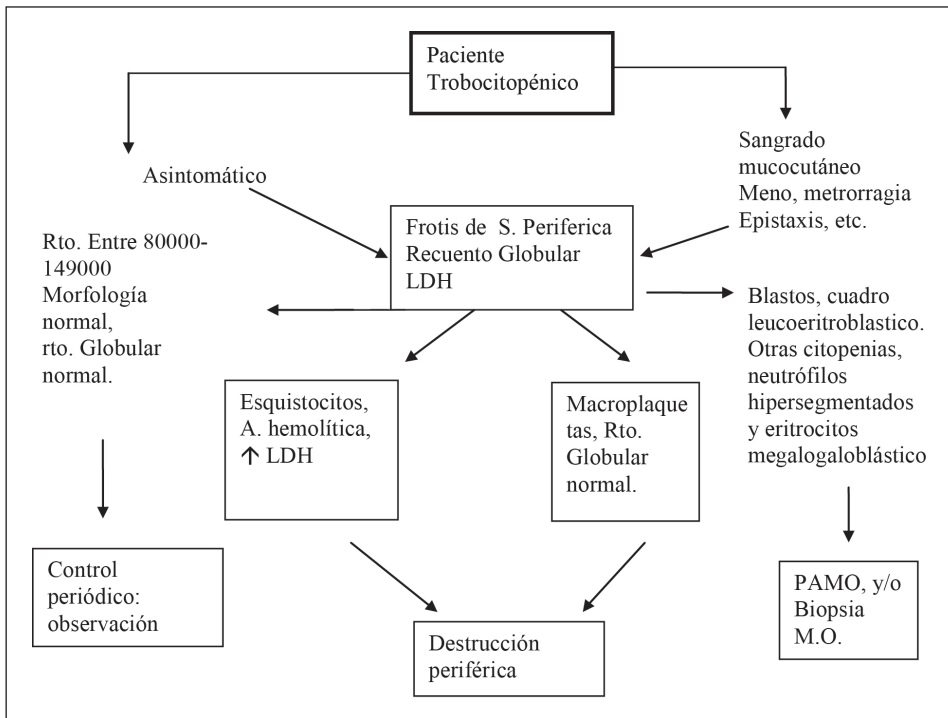 Paciente
Trobocitopénico
Asintomático
Sangrado
mucocutáneo
Meno, metrorragia
Epistaxis, etc.
Frotis de S. Periferica
Recuento Globular
LDH
Rto. Entre 80000-
149000
Morfología
normal,
rto. Globular
normal.
Blastos, cuadro
leucoeritroblastico.
Otras citopenias,
neutrófilos
hipersegmentados
y eritrocitos
megalogaloblástico
Esquistocitos,
A. hemolítica,
↑ LDH
Macroplaque
tas, Rto.
Globular
normal.
Control
periódico:
observación
Destrucción
periférica
PAMO, y/o
Biopsia
M.O.